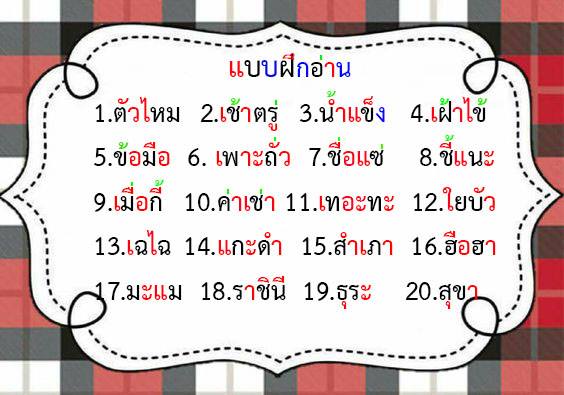 แบบฝึกอ่าน
1.ตัวไหม 2.เช้าตรู่ 3.น้ำแข็ง 4.เฝ้าไข้
5.ข้อมือ 6. เพาะถั่ว 7.ชื่อแซ่ 8.ชี้แนะ
9.เมื่อกี้ 10.ค่าเช่า 11.เทอะทะ 12.ใยบัว
13.เฉไฉ 14.แกะดำ 15.สำเภา 16.ฮือฮา
17.มะแม 18.ราชินี 19.ธุระ 20.สุขา